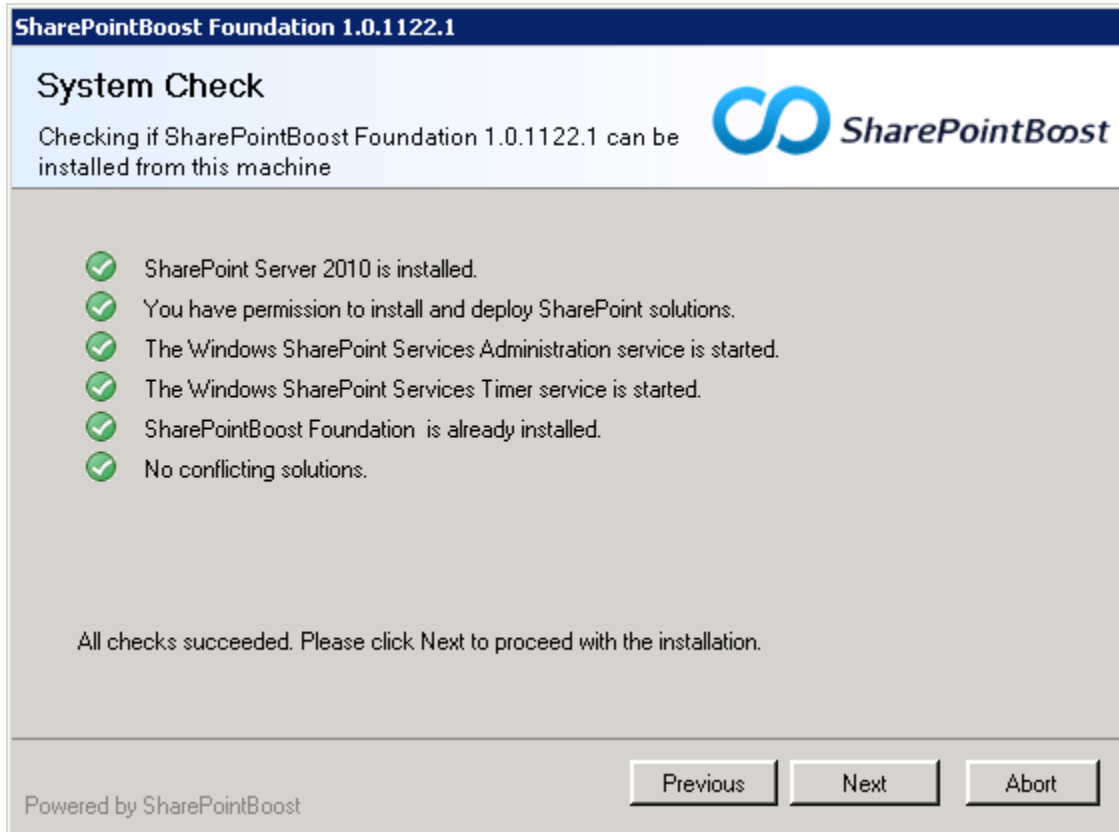 SharePointBoost Foundation 1.0.1122.1
System Check
Checking if SharePointBoost Foundation 1.0.1122.1 can be
installed from this machine
SharePointBoost
SharePoint Server 2010 is installed.
You have permission to install and deploy SharePoint solutions.
The Windows SharePoint Services Administration service is started.
The Windows SharePoint Services Timer service is started.
SharePointBoost Foundation  is already installed.
No conflicting solutions.
All checks succeeded. Please click Next to proceed with the installation.
Previous
Next
Abort
Powered by SharePointBoost